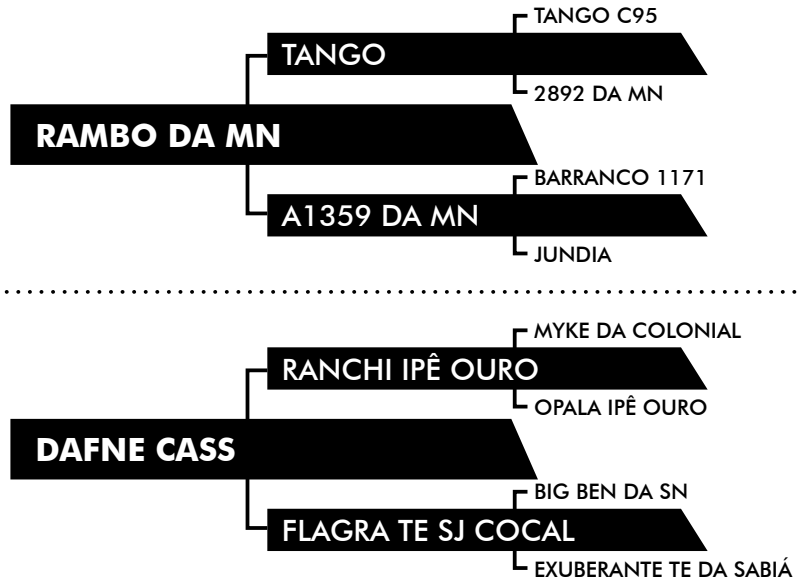 TANGO C95
TANGO
2892 DA MN
RAMBO DA MN
BARRANCO 1171
A1359 DA MN
JUNDIA
MYKE DA COLONIAL
RANCHI IPÊ OURO
OPALA IPÊ OURO
DAFNE CASS
BIG BEN DA SN
FLAGRA TE SJ COCAL
EXUBERANTE TE DA SABIÁ